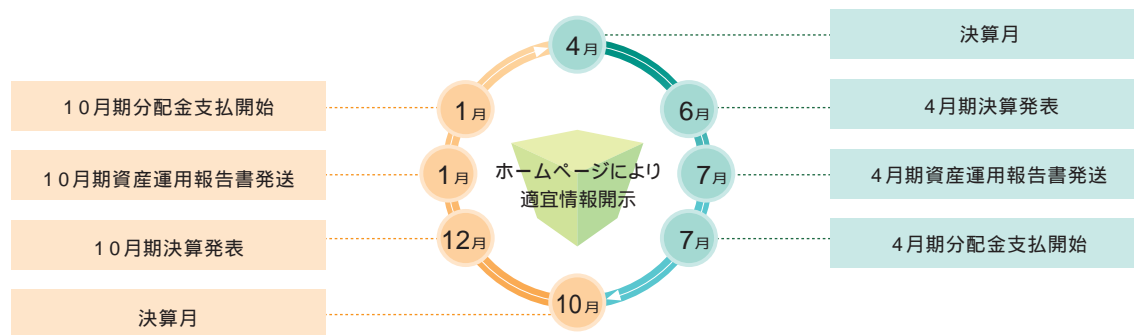 4月
決算月
6月
4月期決算発表
7月
4月期資産運用報告書発送
7月
4月期分配金支払開始
10月
決算月
12月
10月期決算発表
1月
10月期資産運用報告書発送
1月
10月期分配金支払開始
ホームページにより
適宜情報開示